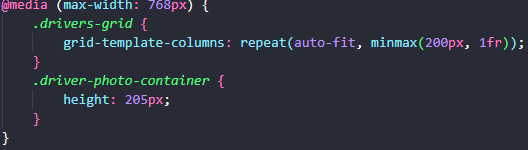 @media (max-width: 768px) {
    .drivers-grid {
        grid-template-columns: repeat(auto-fit, minmax(200px, 1fr));
    }
    .driver-photo-container {
        height: 205px;
    }
}